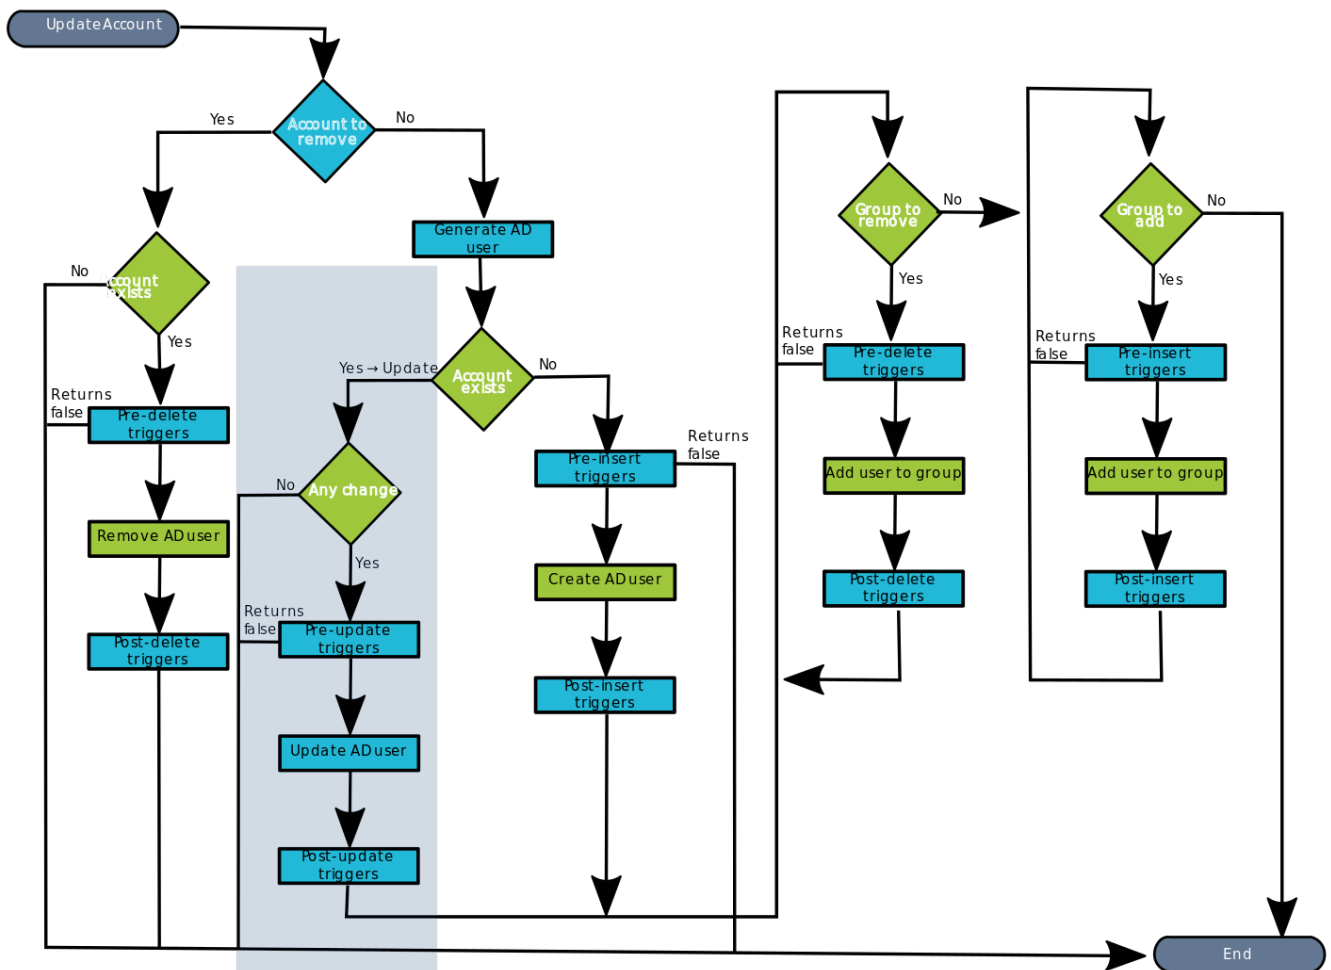 UpdateAccount
Account to
remove
Yes
No
Generate AD
user
Account
exists
No
Yes
Returns
false
Pre-delete
triggers
Remove AD user
Post-delete
triggers
Account
exists
Yes → Update
No
Any change
No
Yes
Returns
false
Pre-update
triggers
Update AD user
Post-update
triggers
Returns
false
Pre-insert
triggers
Create AD user
Post-insert
triggers
Group to
remove
No
Yes
Returns
false
Pre-delete
triggers
Add user to group
Post-delete
triggers
Group to
add
No
Yes
Returns
false
Pre-insert
triggers
Add user to group
Post-insert
triggers
End